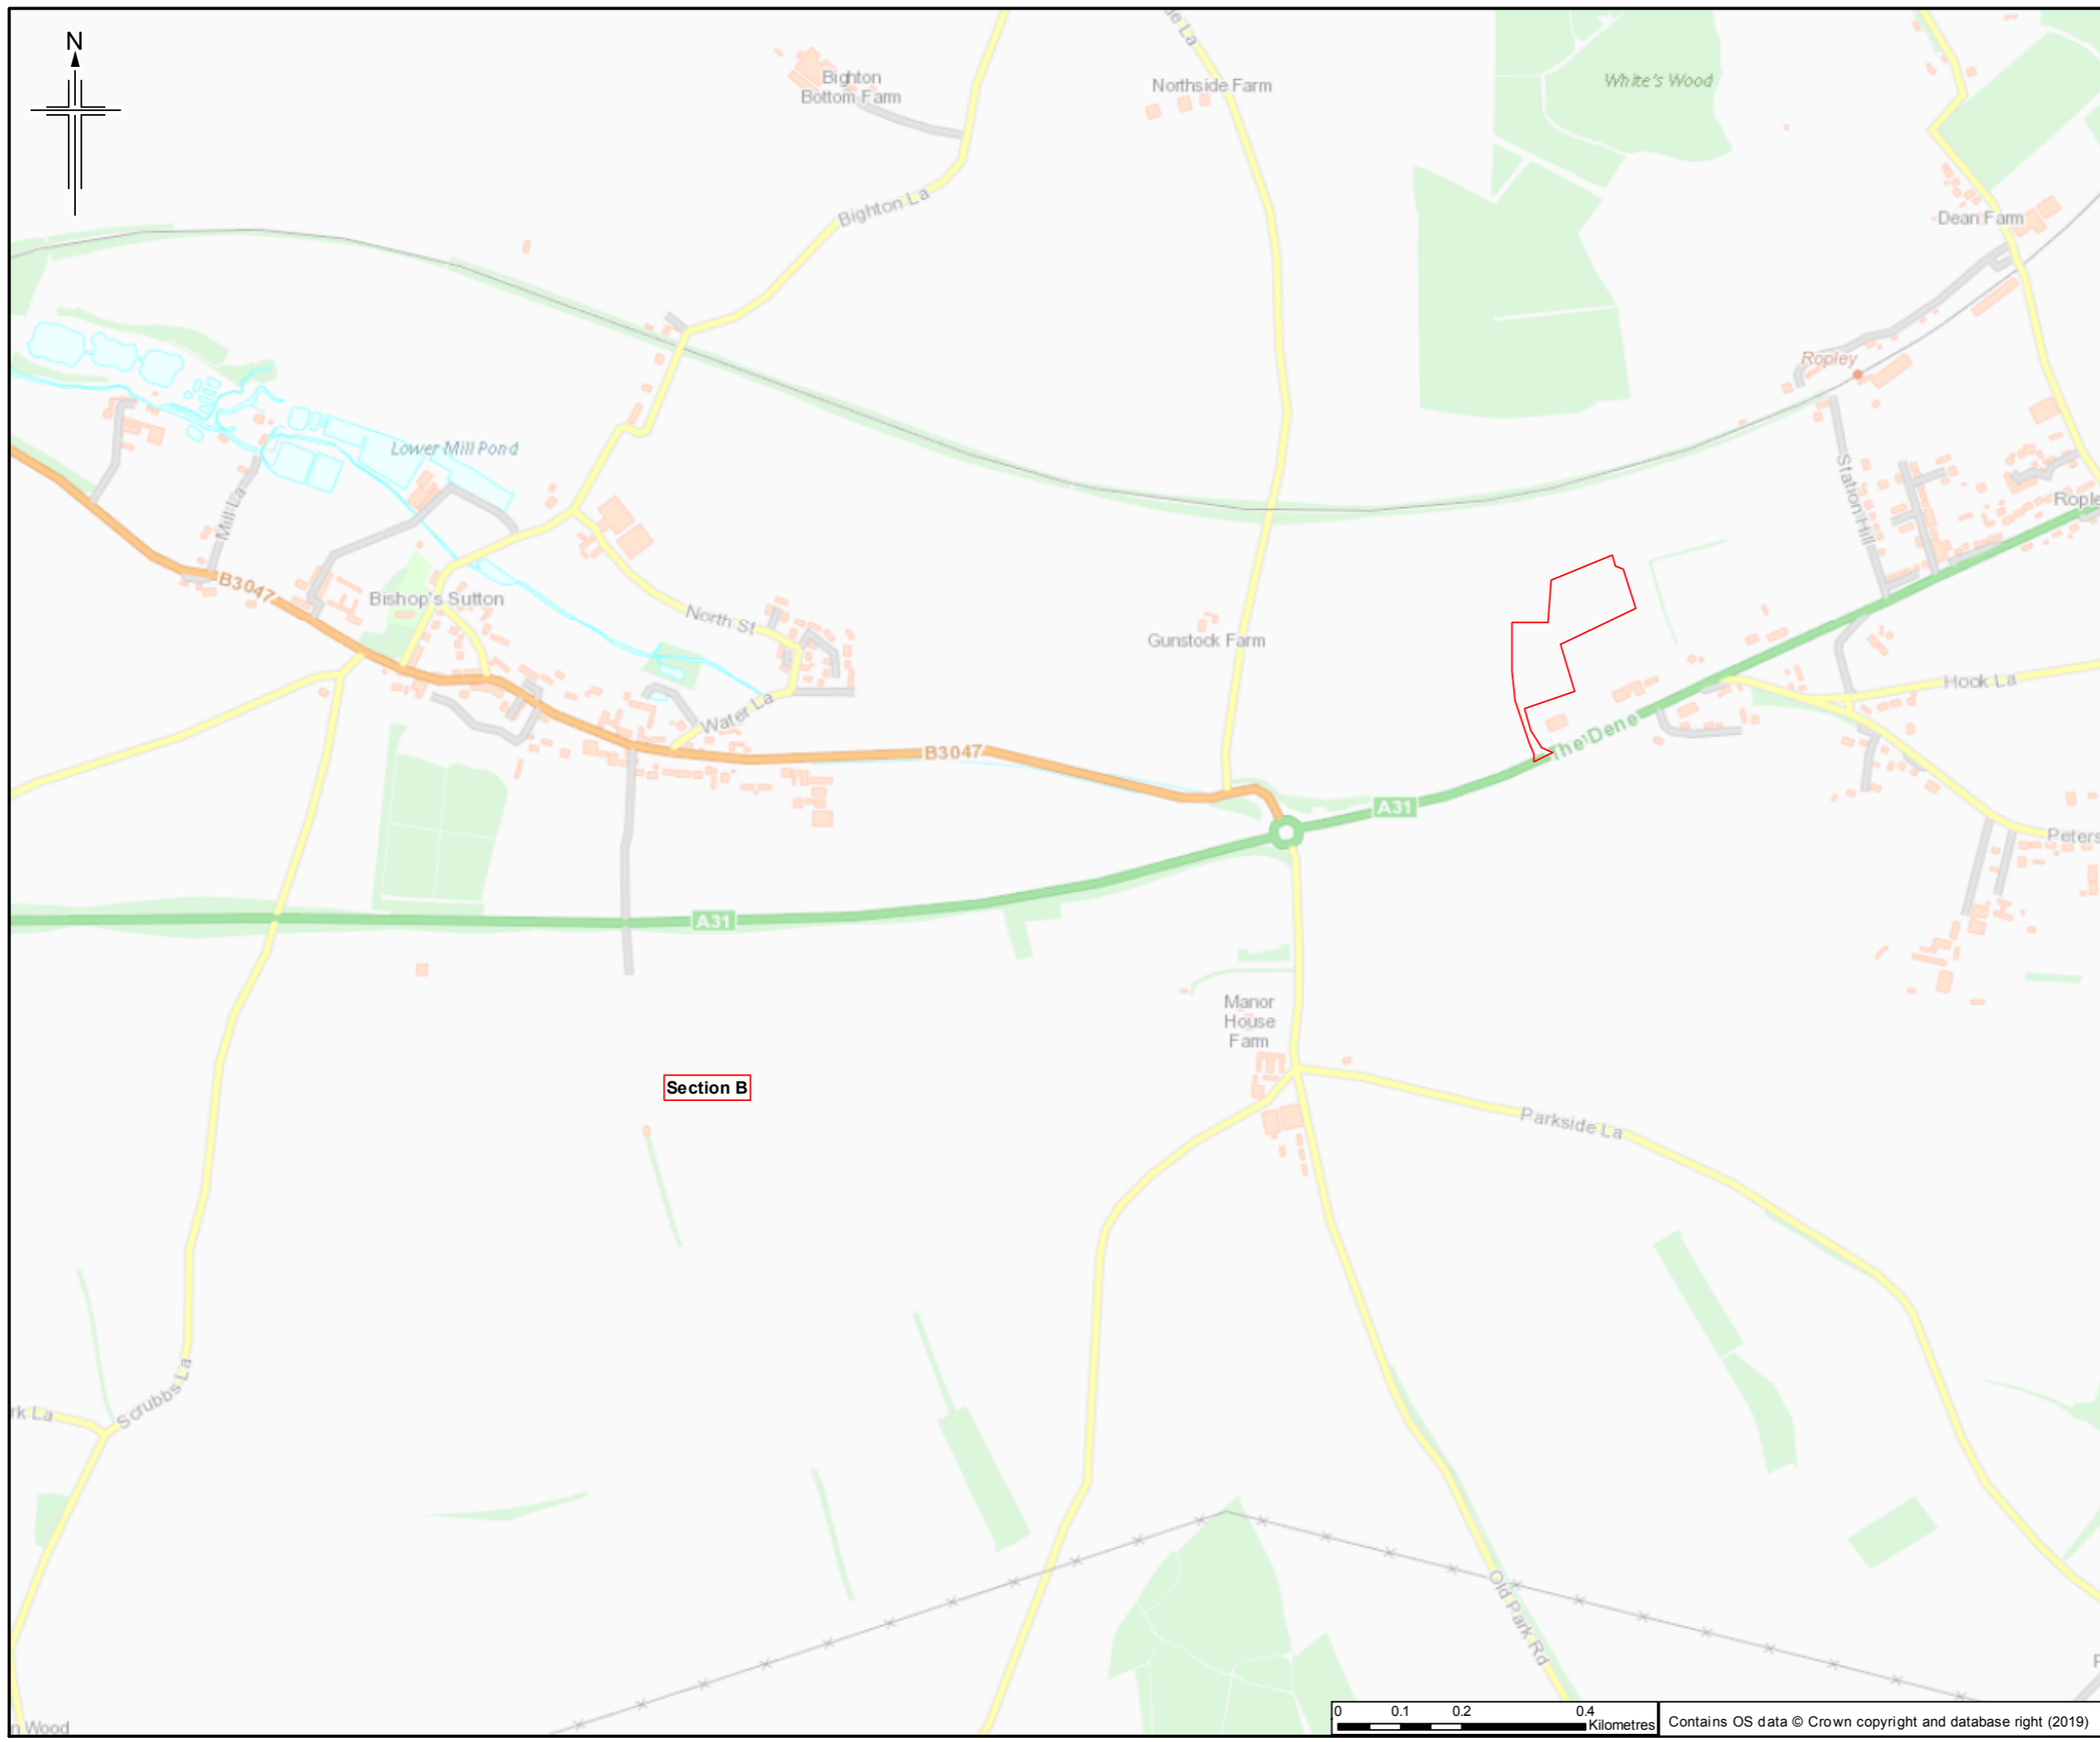 N
Bighton
Bottom Farm
Northside Farm
White's Wood
Bighton La
Dean Farm
Ropley
Lower Mill Pond
Mill La
Station Hill
B3047
Bishop's Sutton
North St
Gunstock Farm
Hook La
Water La
B3047
The Dene
A31
A31
Manor
House
Farm
Section B
Parkside La
Scrubbs La
rk La
Old Park Rd
n Wood
0 0.1 0.2 0.4
Kilometres
Contains OS data © Crown copyright and database right (2019)